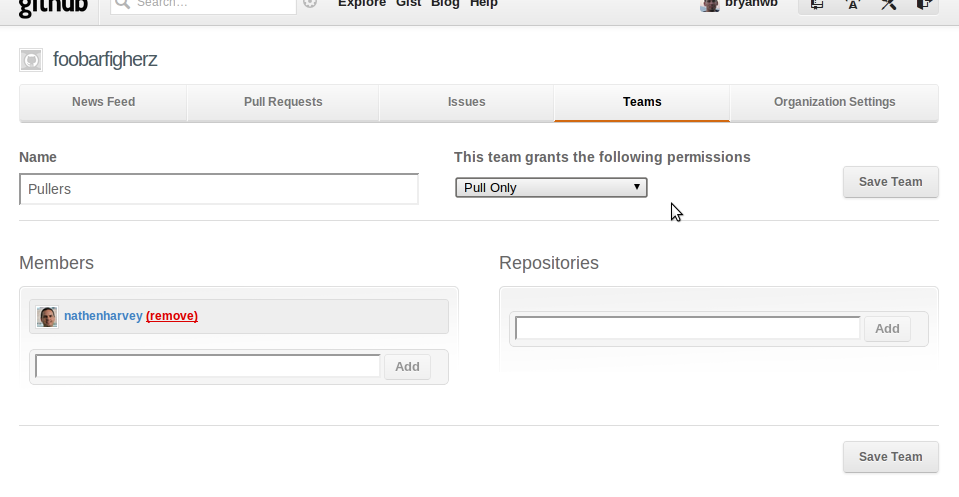 github Search... Explore Gist Blog Help bryanwb
foobarfigherz
News Feed Pull Requests Issues Teams Organization Settings
Name
This team grants the following permissions
Pullers
Pull Only
Save Team
Members
Repositories
nathenharvey (remove)
Add
Add
Save Team